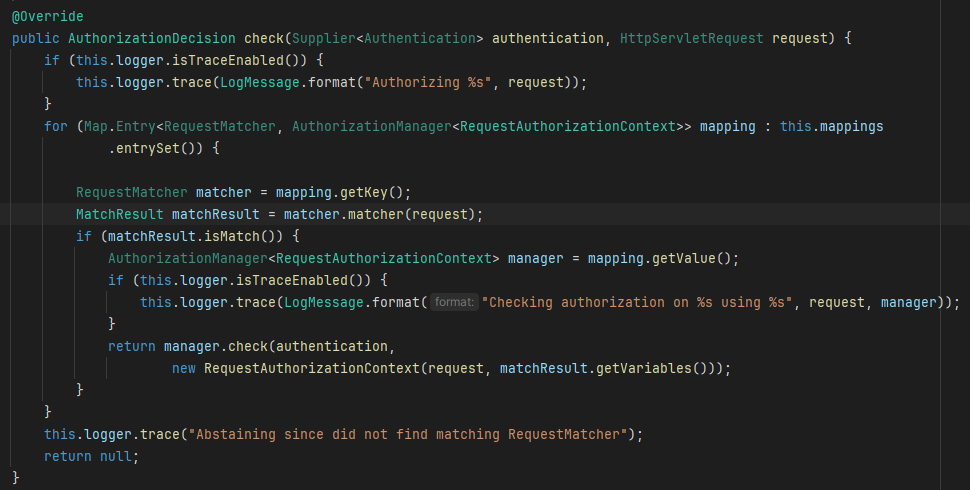 @Override
public AuthorizationDecision check(Supplier<Authentication> authentication, HttpServletRequest request) {
if (this.logger.isTraceEnabled()) {
this.logger.trace(LogMessage.format("Authorizing %s", request));
}
for (Map.Entry<RequestMatcher, AuthorizationManager<RequestAuthorizationContext>> mapping : this.mappings
.entrySet()) {
RequestMatcher matcher = mapping.getKey();
MatchResult matchResult = matcher.matcher(request);
if (matchResult.isMatch()) {
AuthorizationManager<RequestAuthorizationContext> manager = mapping.getValue();
if (this.logger.isTraceEnabled()) {
this.logger.trace(LogMessage.format( format: "Checking authorization on %s using %s", request, manager));
}
return manager.check(authentication,
new RequestAuthorizationContext(request, matchResult.getVariables()));
}
}
this.logger.trace("Abstaining since did not find matching RequestMatcher");
return null;
}